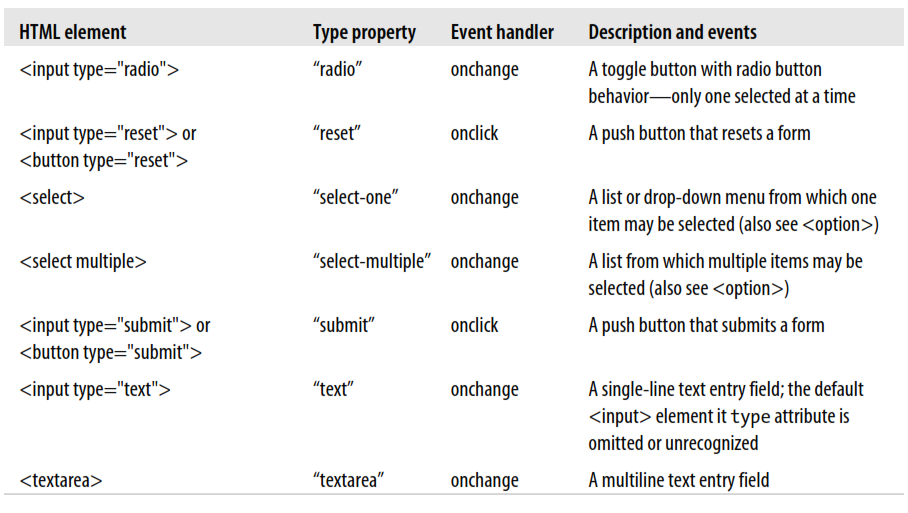 HTML element Type property Event handler Description and events
<input type="radio"> “radio” onchange A toggle button with radio button
behavior—only one selected at a time
<input type="reset"> or “reset” onclick A push button that resets a form
<button type="reset">
<select> “select-one” onchange A list or drop-down menu from which one
item may be selected (also see <option>)
<select multiple> “select-multiple” onchange A list from which multiple items may be
selected (also see <option>)
<input type="submit"> or “submit” onclick A push button that submits a form
<button type="submit">
<input type="text"> “text” onchange A single-line text entry field; the default
<input> element it type attribute is
omitted or unrecognized
<textarea> “textarea” onchange A multiline text entry field